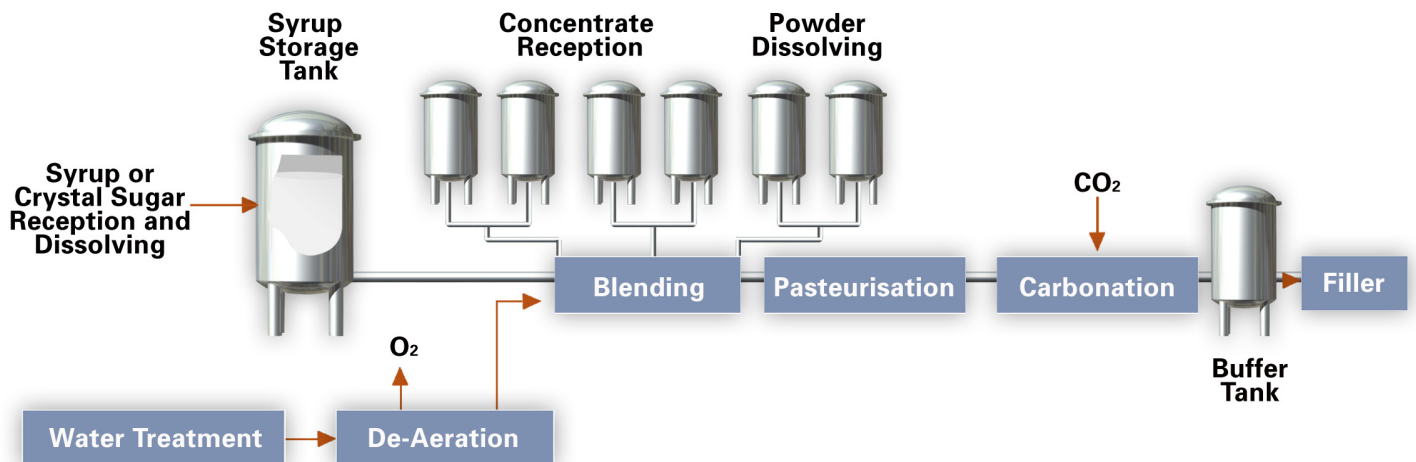 Syrup
Storage
Tank
Concentrate
Reception
Powder
Dissolving
Syrup or
Crystal Sugar
Reception and
Dissolving
CO₂
Blending
Pasteurisation
Carbonation
Filler
O₂
Buffer
Tank
Water Treatment
De-Aeration